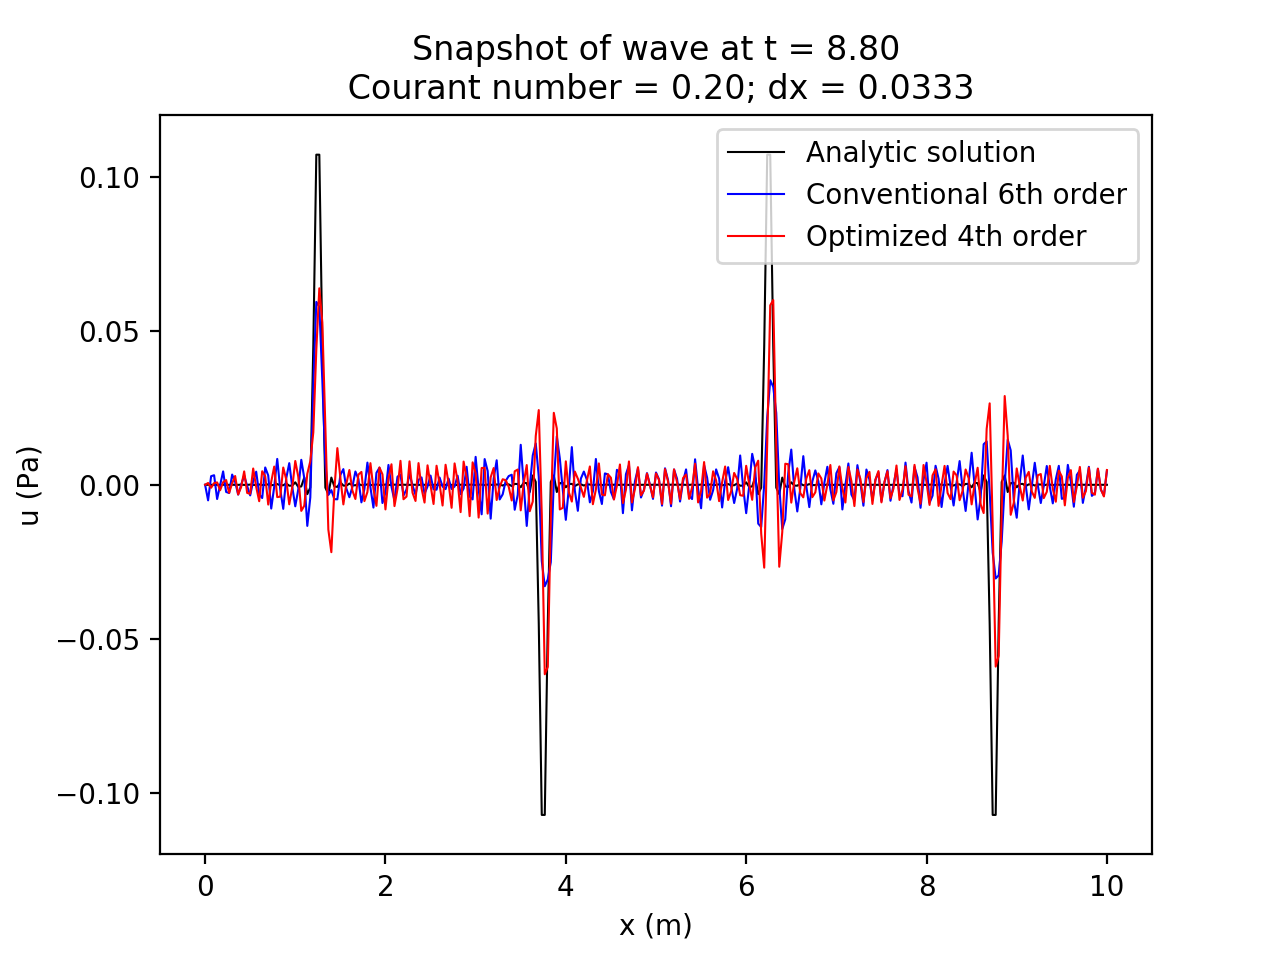 Snapshot of wave at t = 8.80
Courant number = 0.20; dx = 0.0333
Analytic solution
Conventional 6th order
Optimized 4th order
0.10
0.05
0.00
−0.05
−0.10
u (Pa)
0 2 4 6 8 10
x (m)